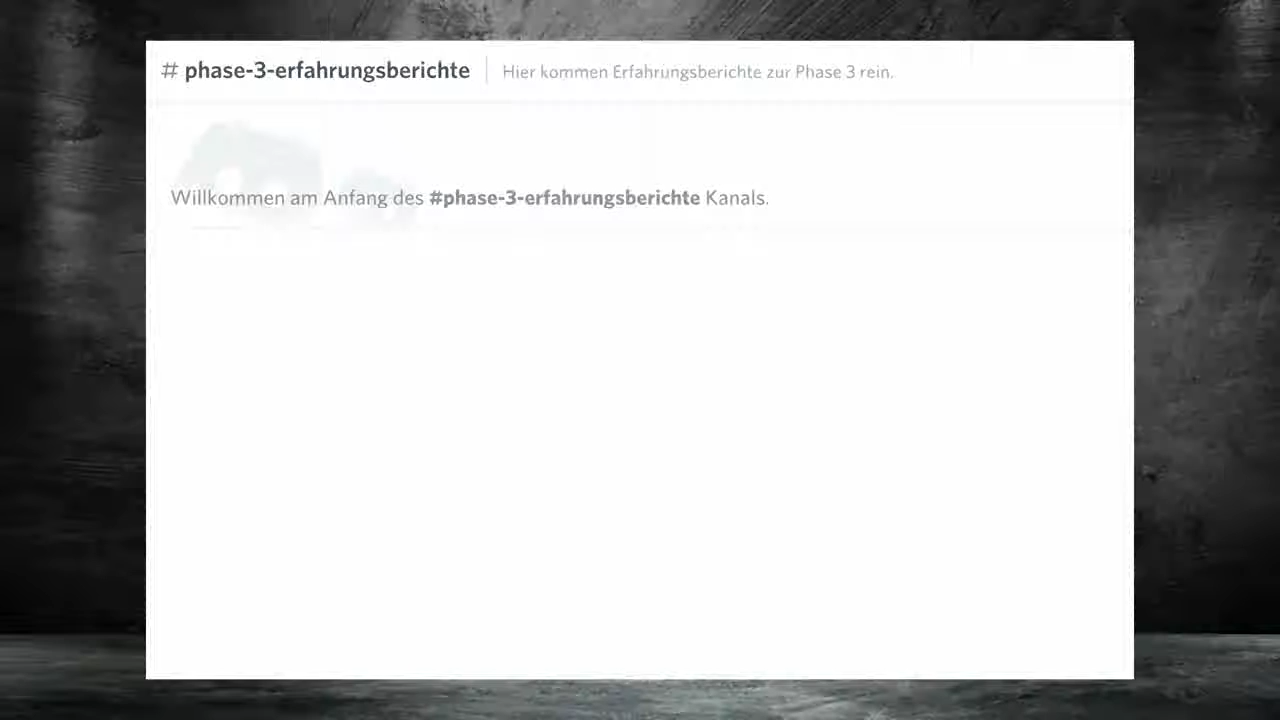 # phase-3-erfahrungsberichte | Hier kommen Erfahrungsberichte zur Phase 3 rein.
Willkommen am Anfang des #phase-3-erfahrungsberichte Kanals.